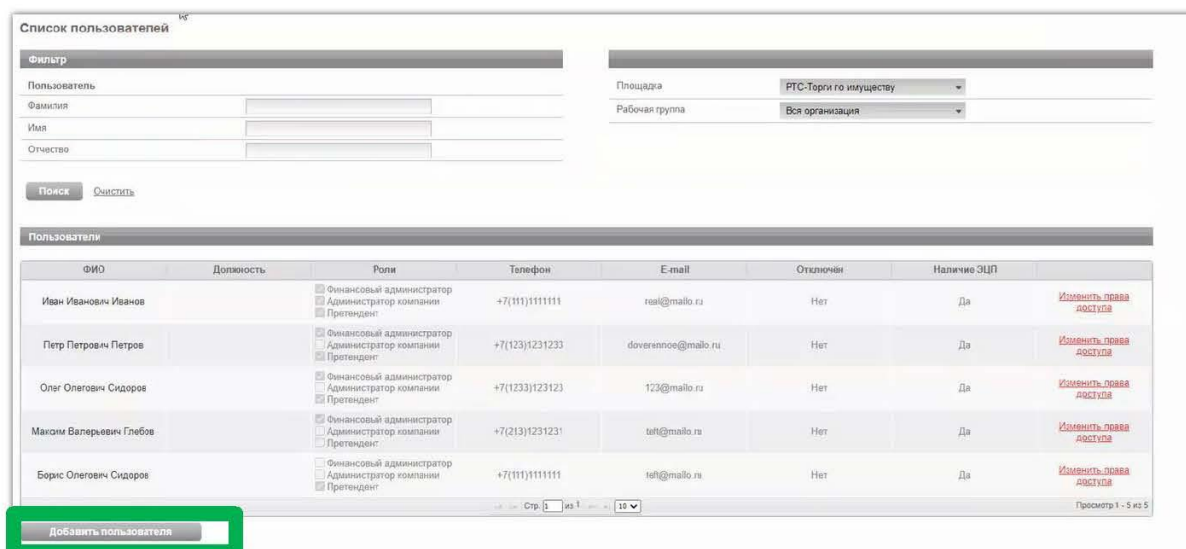 Список пользователей
Фильтр
Пользователь
Фамилия
Имя
Отчество
Площадка РТС-Торги по имуществу
Рабочая группа Вся организация
Поиск Очистить
Пользователи
ФИО Должность Роли Телефон E-mail Отключён Наличие ЭЦП
Иван Иванович Иванов Финансовый администратор Администратор компании Претендент +7(111)1111111 real@mailo.ru Нет Да Изменить права доступа
Петр Петрович Петров Финансовый администратор Администратор компании Претендент +7(123)1231233 doverennoe@mailo.ru Нет Да Изменить права доступа
Олег Олегович Сидоров Финансовый администратор Администратор компании Претендент +7(1233)123123 123@mailo.ru Нет Да Изменить права доступа
Максим Валерьевич Глебов Финансовый администратор Администратор компании Претендент +7(213)1231231 Нет Да Изменить права доступа
Борис Олегович Сидоров Финансовый администратор Администратор компании Претендент +7(111)1111111 Нет Да Изменить права доступа
Стр. 1 из 1 10 Просмотр 1 - 5 из 5
Добавить пользователя